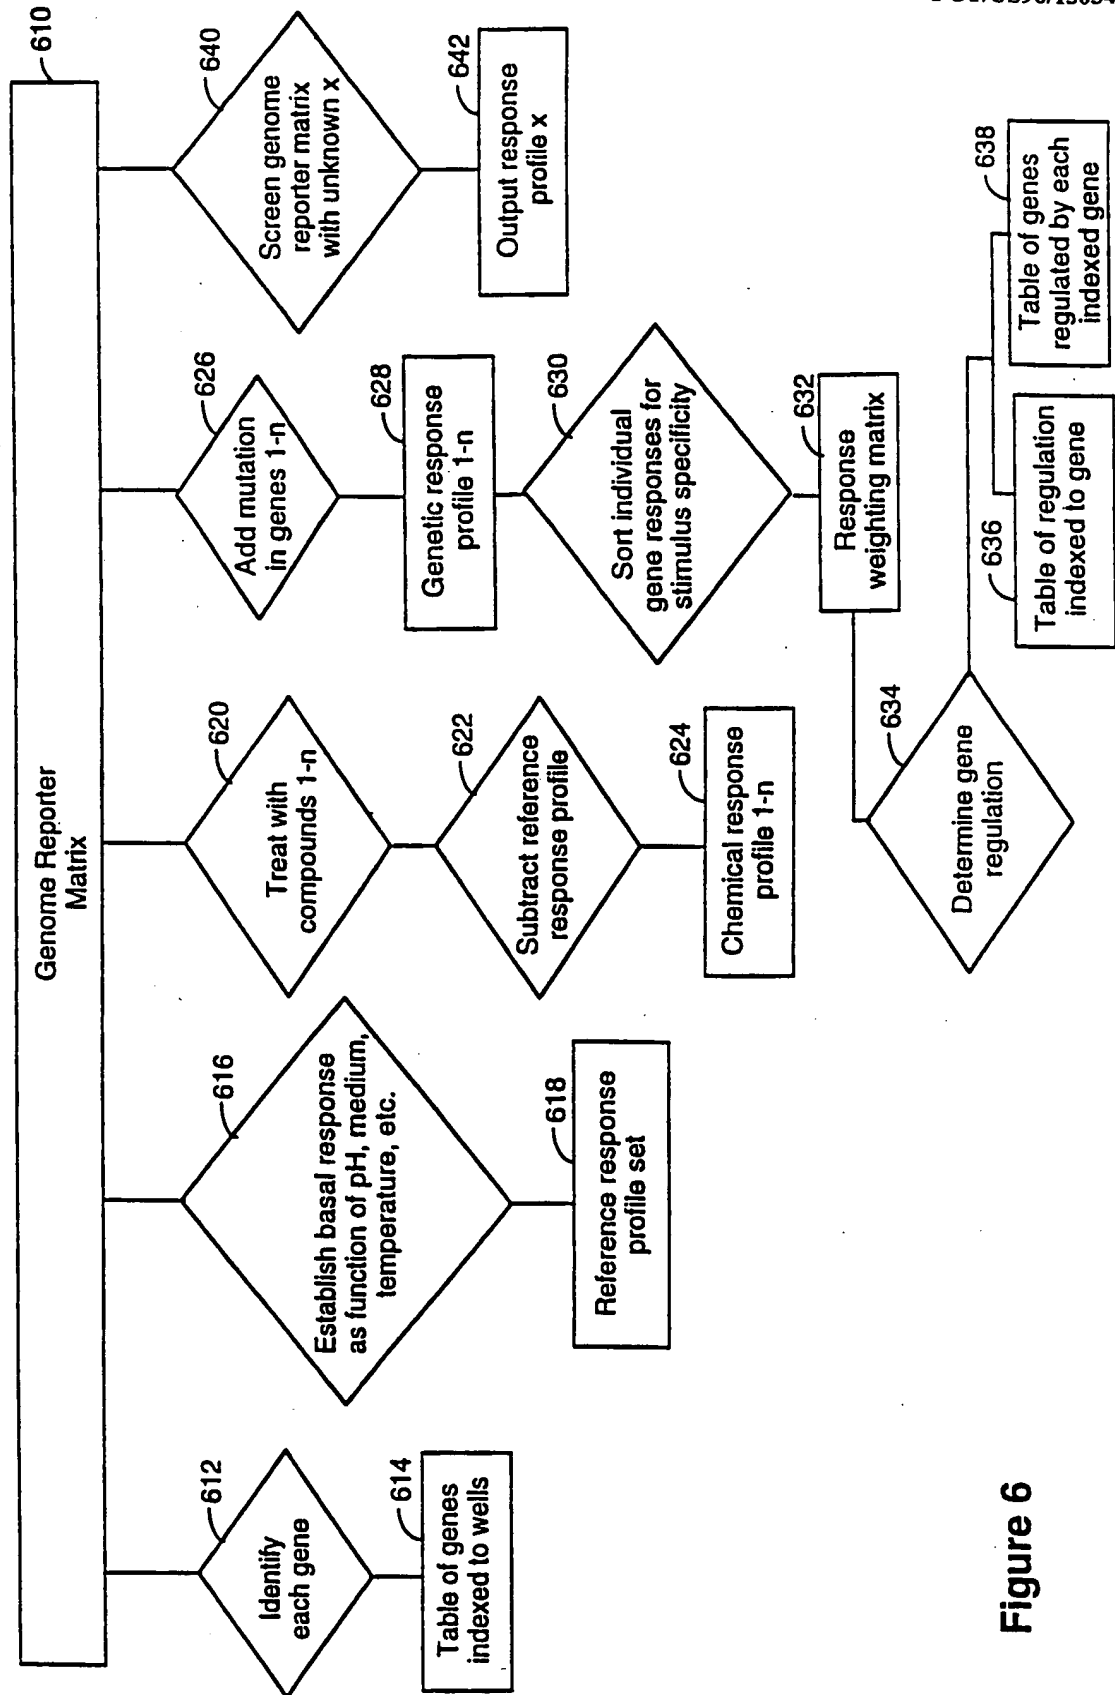 Genome Reporter
Matrix
610
Identify
each gene
612
Table of genes
indexed to wells
614
Establish basal response
as function of pH, medium,
temperature, etc.
616
Reference response
profile set
618
Treat with
compounds 1-n
620
Subtract reference
response profile
622
Chemical response
profile 1-n
624
Add mutation
in genes 1-n
626
Genetic response
profile 1-n
628
Sort individual
gene responses for
stimulus specificity
630
Response
weighting matrix
632
Determine gene
regulation
634
Table of regulation
indexed to gene
636
Table of genes
regulated by each
indexed gene
638
Screen genome
reporter matrix
with unknown x
640
Output response
profile x
642
Figure 6